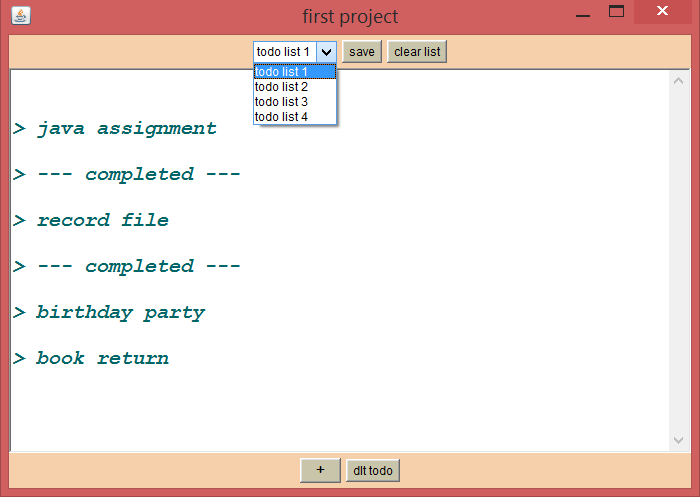 first project
todo list 1 save clear list
todo list 1
todo list 2
todo list 3
todo list 4
> java assignment
> --- completed ---
> record file
> --- completed ---
> birthday party
> book return
+ dlt todo